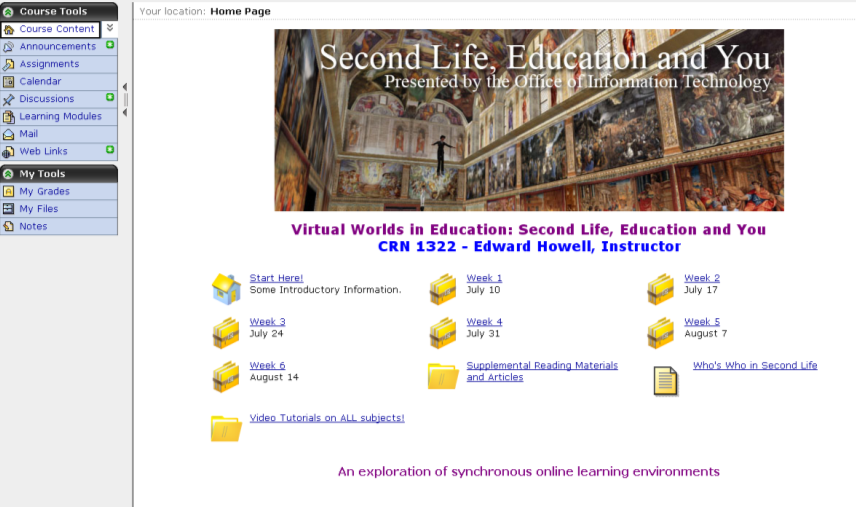 Course Tools
Course Content
Announcements
Assignments
Calendar
Discussions
Learning Modules
Mail
Web Links
My Tools
My Grades
My Files
Notes
Your location: Home Page
Second Life, Education and You
Presented by the Office of Information Technology
Virtual Worlds in Education: Second Life, Education and You
CRN 1322 - Edward Howell, Instructor
Start Here!
Some Introductory Information.
Week 1
July 10
Week 2
July 17
Week 3
July 24
Week 4
July 31
Week 5
August 7
Week 6
August 14
Supplemental Reading Materials
and Articles
Who's Who in Second Life
Video Tutorials on ALL subjects!
An exploration of synchronous online learning environments